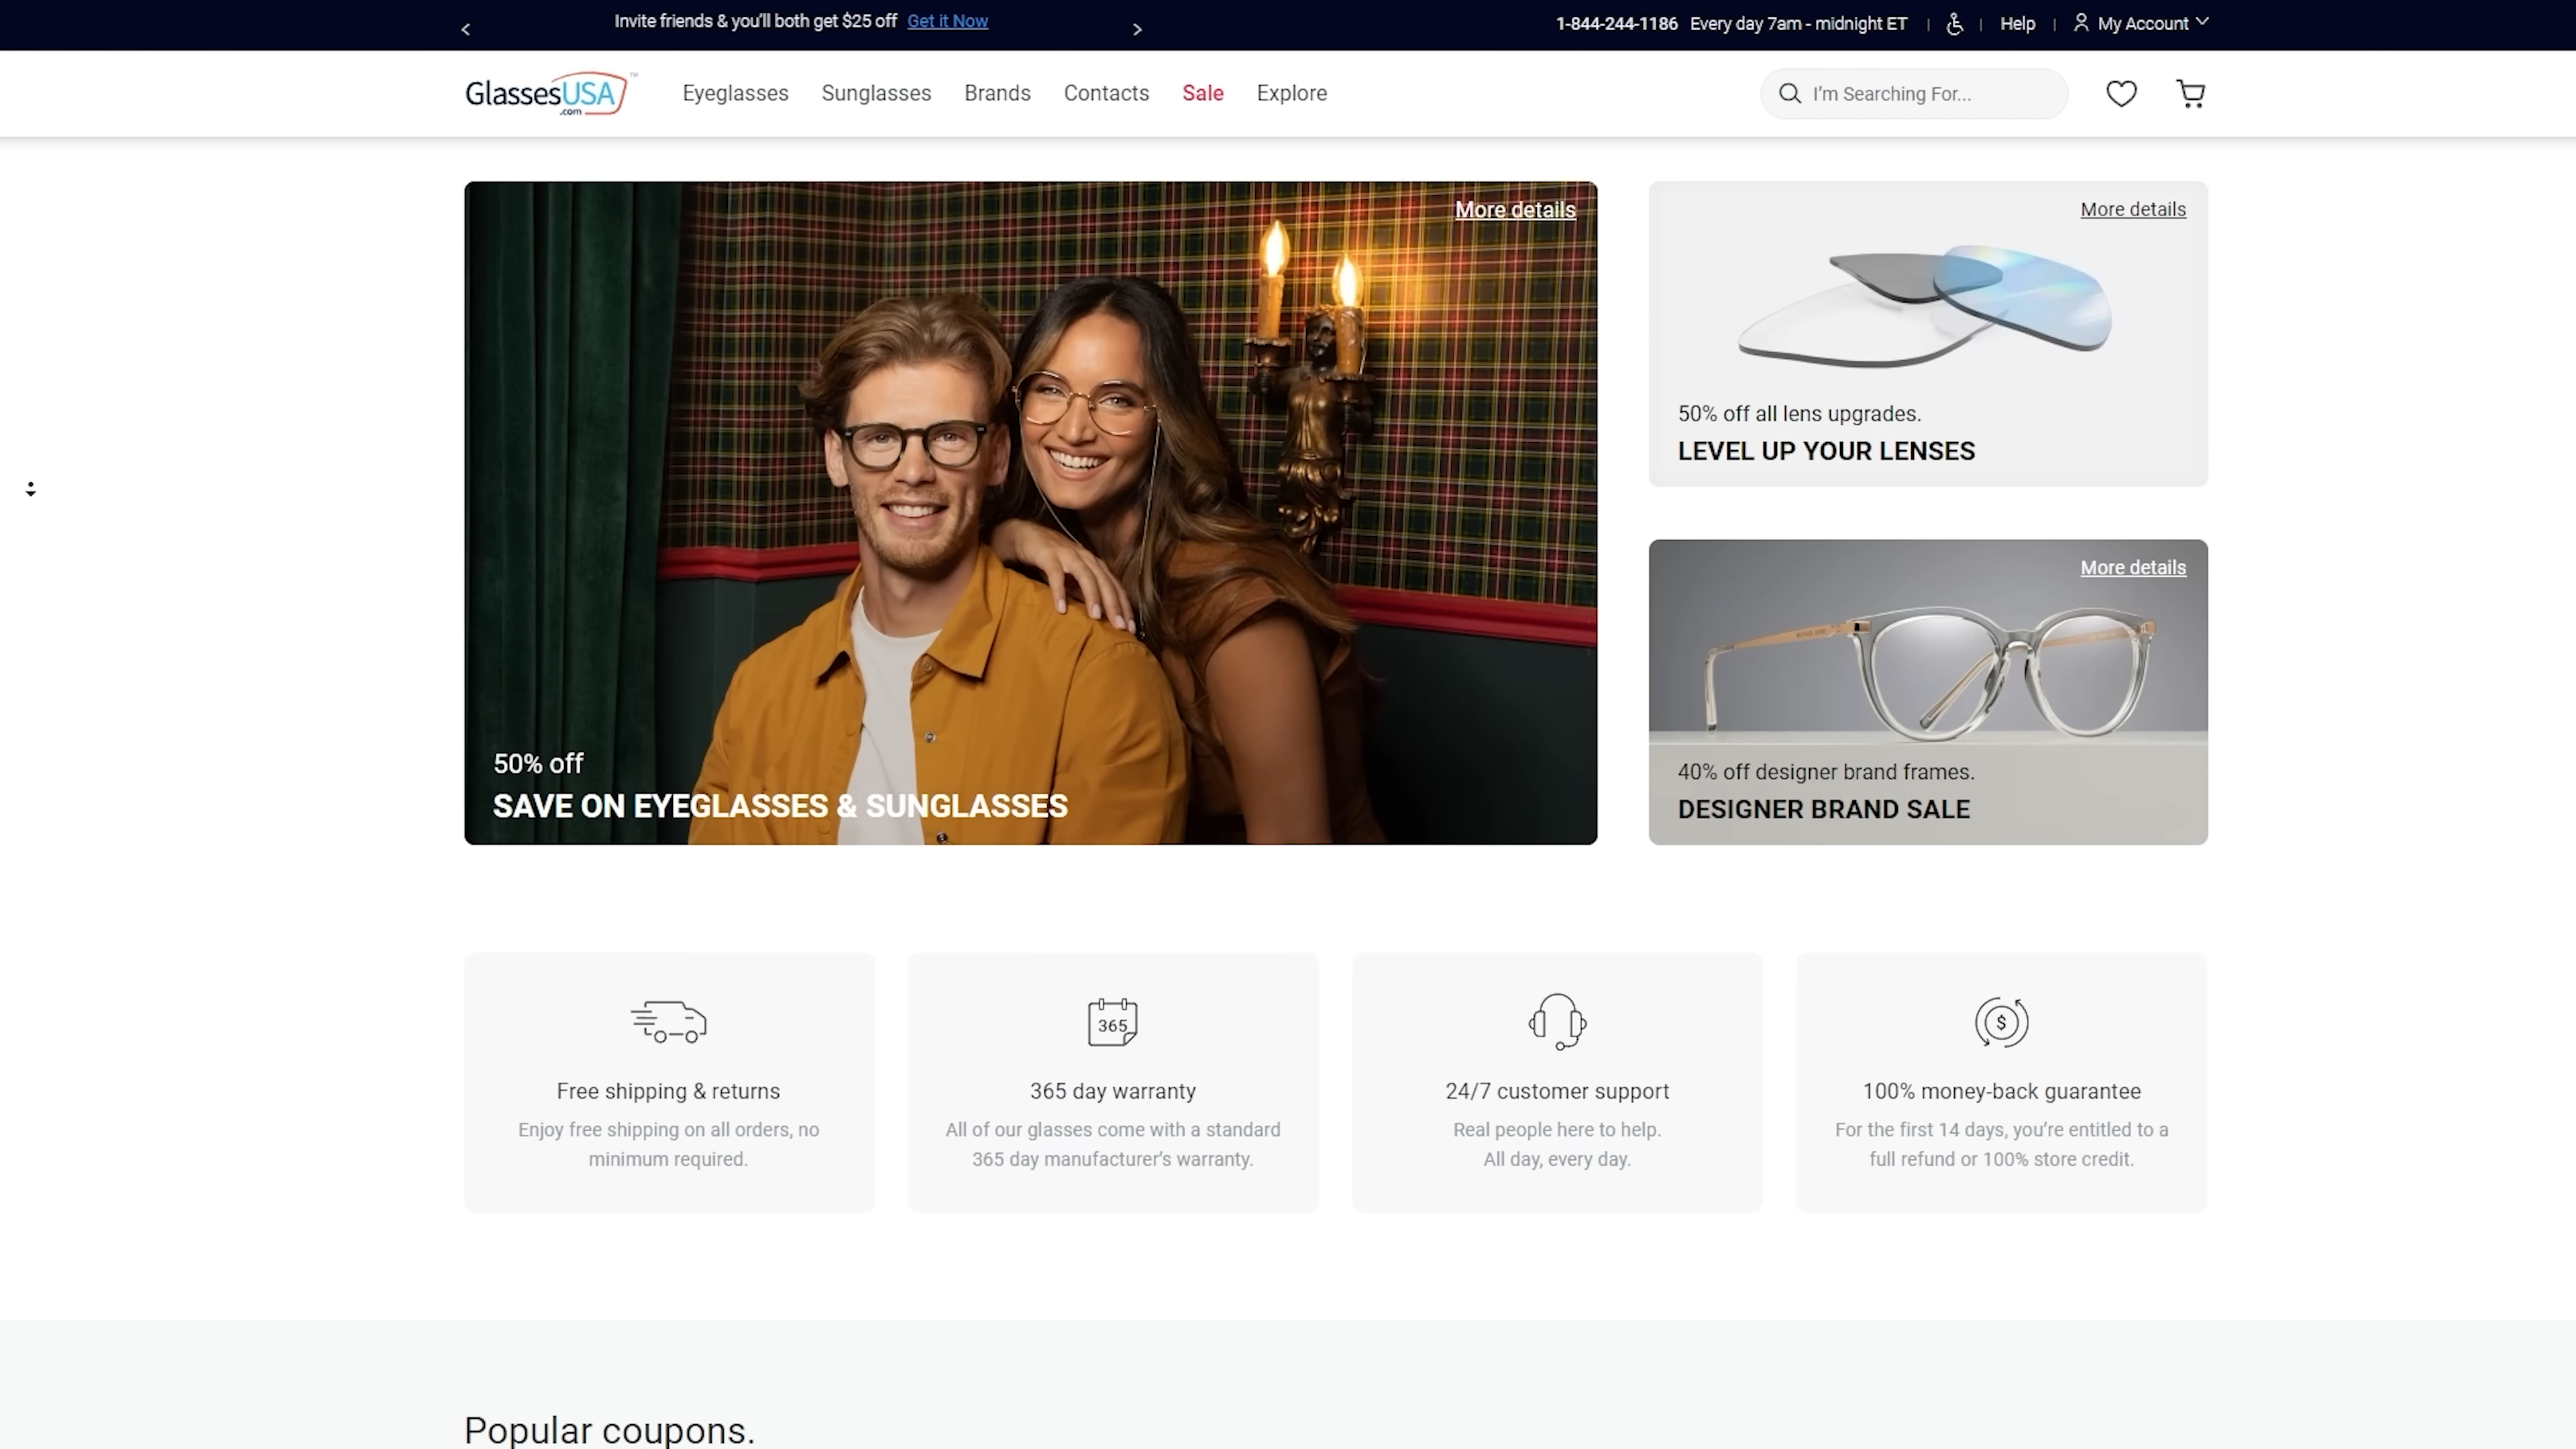 Invite friends & you'll both get $25 off Get it Now
1-844-244-1186 Every day 7am - midnight ET | | Help | My Account
GlassesUSA.com™
Eyeglasses Sunglasses Brands Contacts Sale Explore
I'm Searching For...
More details
50% off
SAVE ON EYEGLASSES & SUNGLASSES
More details
50% off all lens upgrades.
LEVEL UP YOUR LENSES
More details
40% off designer brand frames.
DESIGNER BRAND SALE
Free shipping & returns
Enjoy free shipping on all orders, no
minimum required.
365
365 day warranty
All of our glasses come with a standard
365 day manufacturer's warranty.
24/7 customer support
Real people here to help.
All day, every day.
$
100% money-back guarantee
For the first 14 days, you're entitled to a
full refund or 100% store credit.
Popular coupons.